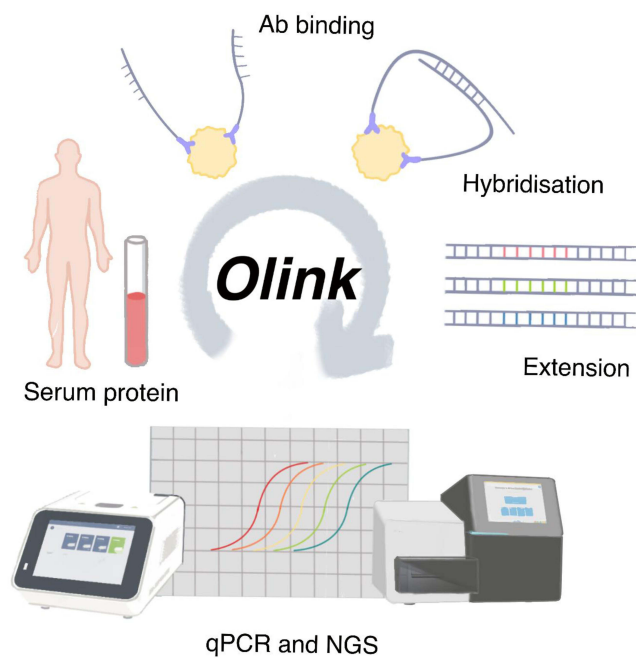 Ab binding
Hybridisation
Olink
Extension
Serum protein
qPCR and NGS